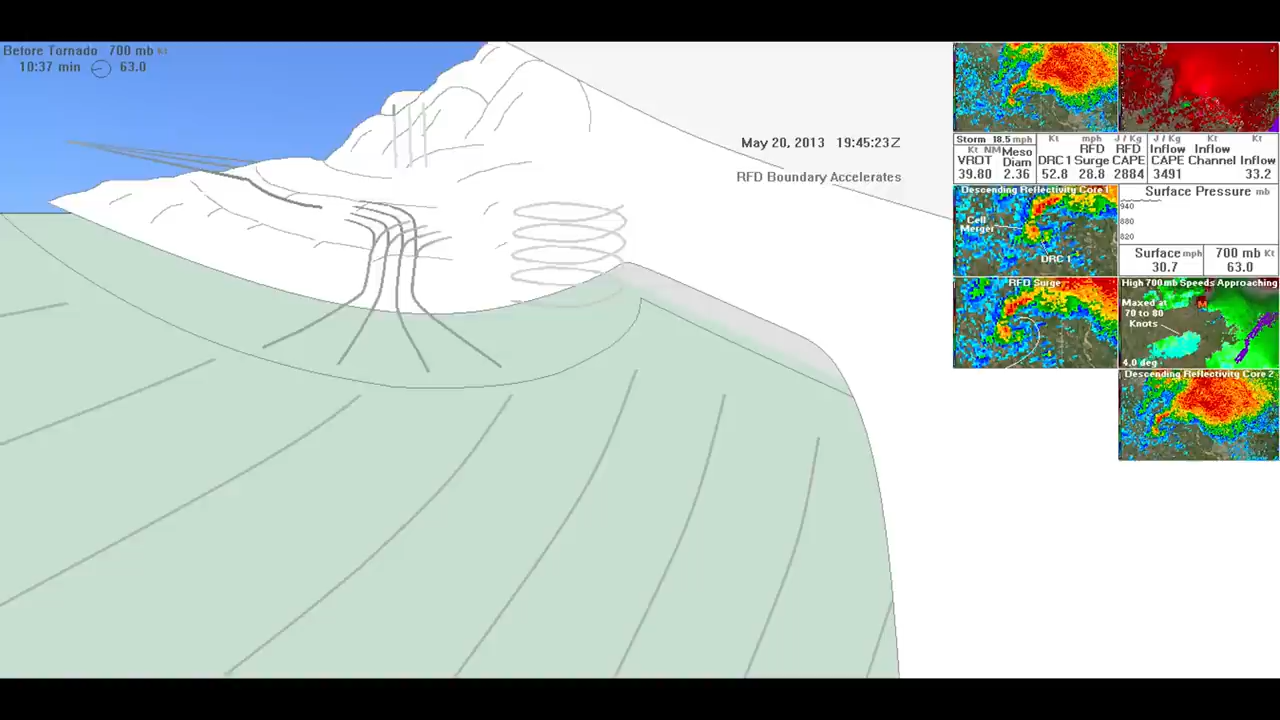 Before Tornado 700 mb Kt
10:37 min 63.0
May 20, 2013 19:45:23Z
RFD Boundary Accelerates
Storm 18.5 mph Kt mph J / Kg J / Kg Kt Kt
Kt NM Meso RFD RFD Inflow Inflow
VROT Diam DRC 1 Surge CAPE CAPE Channel Inflow
39.80 2.36 52.8 28.8 2884 3491 33.2
Descending Reflectivity Core 1
Cell
Merger
DRC 1
Surface Pressure mb
940
880
820
Surface mph 700 mb Kt
30.7 63.0
RFD Surge
High 700mb Speeds Approaching
M
Maxed at
70 to 80
Knots
4.0 deg
Descending Reflectivity Core 2